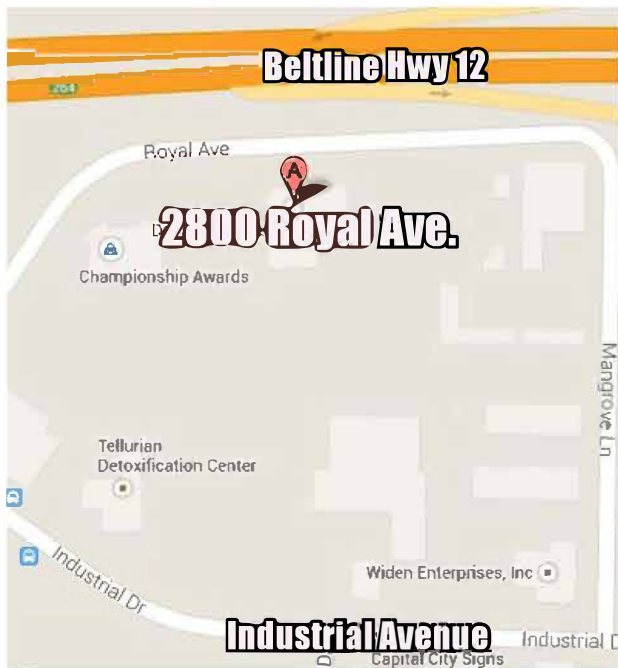 Beltline Hwy 12
264
Royal Ave
A
2800 Royal Ave.
Championship Awards
Mangrove Ln
Tellurian
Detoxification Center
Industrial Dr
Widen Enterprises, Inc
Industrial Avenue
Industrial D
Capital City Signs